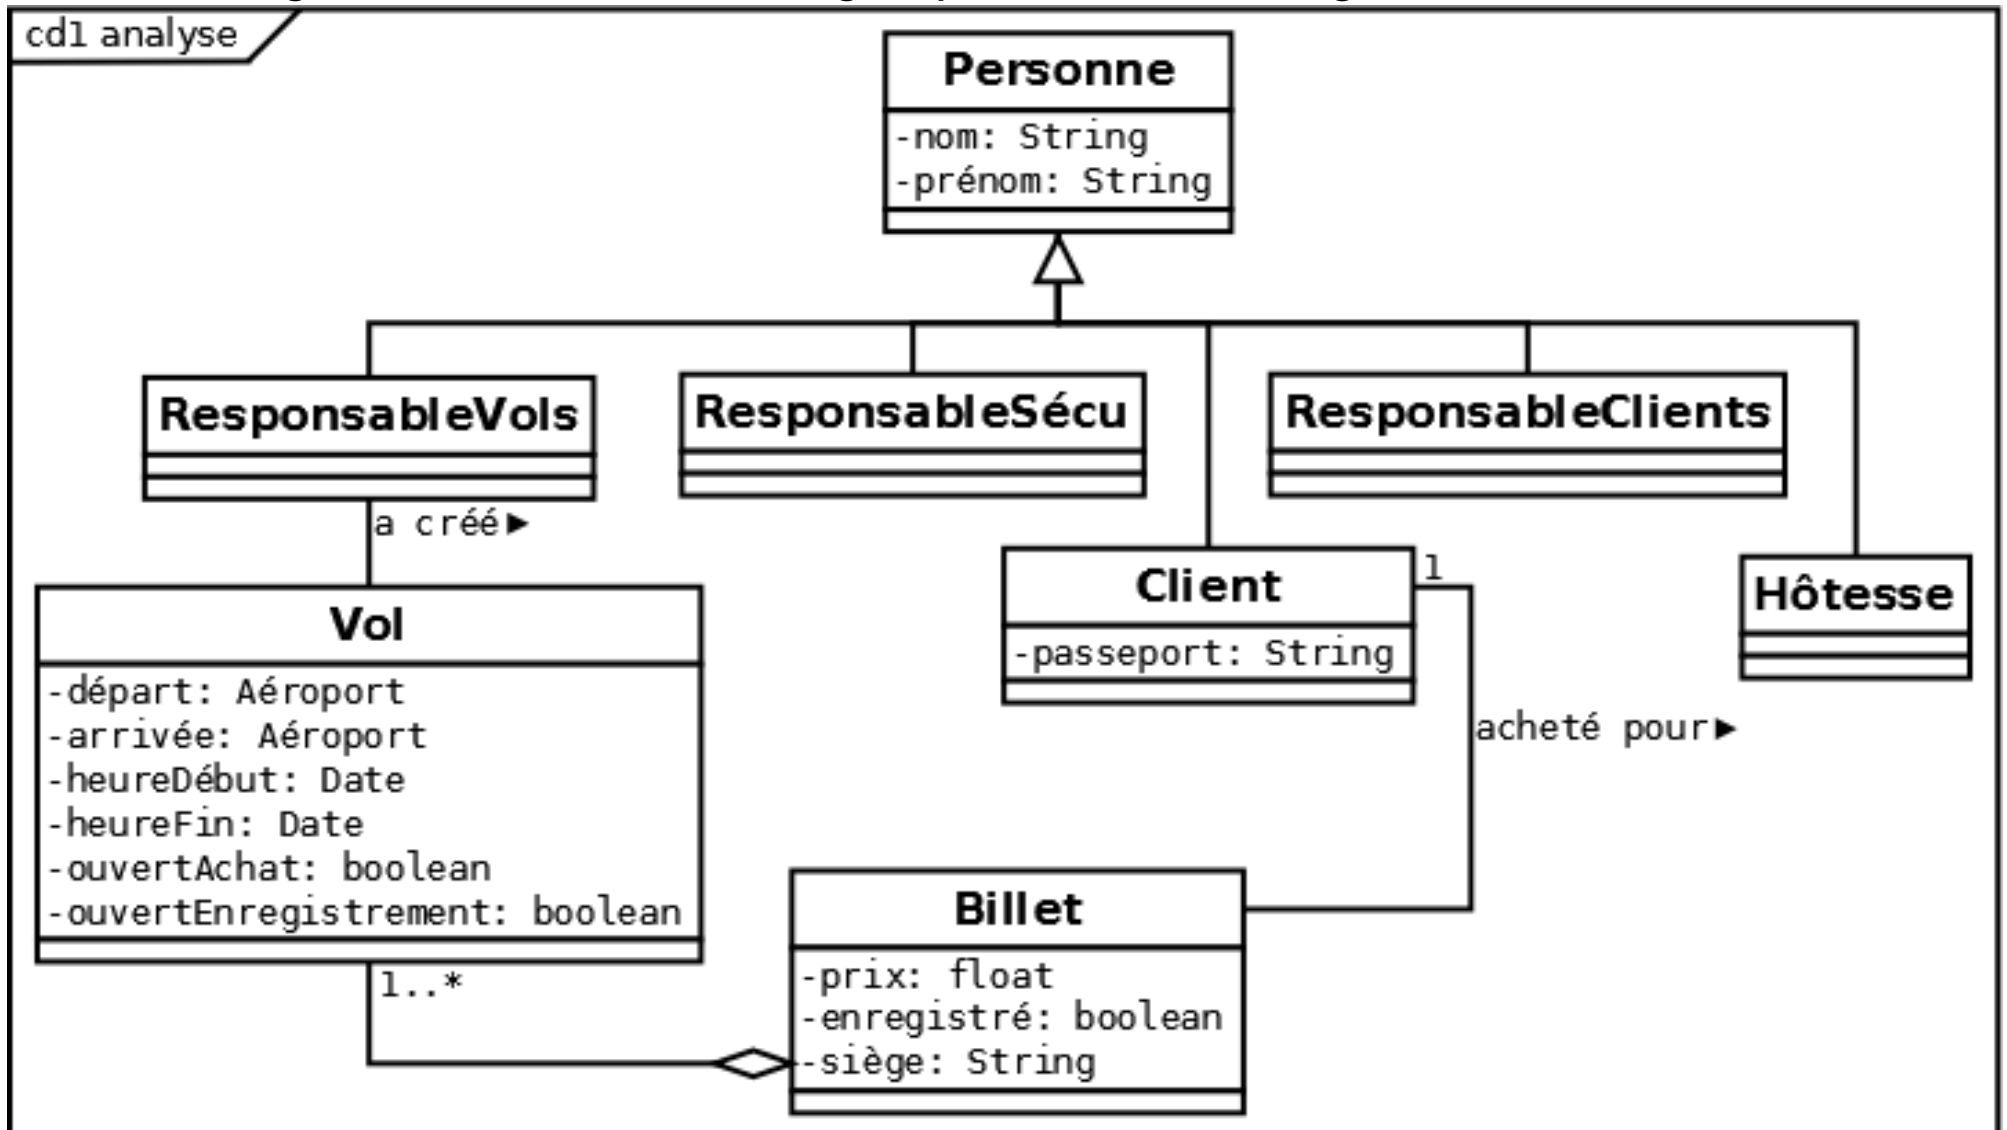 cd1 analyse
Personne
-nom: String
-prénom: String
ResponsableVols
ResponsableSécu
ResponsableClients
a créé►
Vol
-départ: Aéroport
-arrivée: Aéroport
-heureDébut: Date
-heureFin: Date
-ouvertAchat: boolean
-ouvertEnregistrement: boolean
1..*
Client
-passeport: String
1
Hôtesse
acheté pour►
Billet
-prix: float
-enregistré: boolean
-siège: String